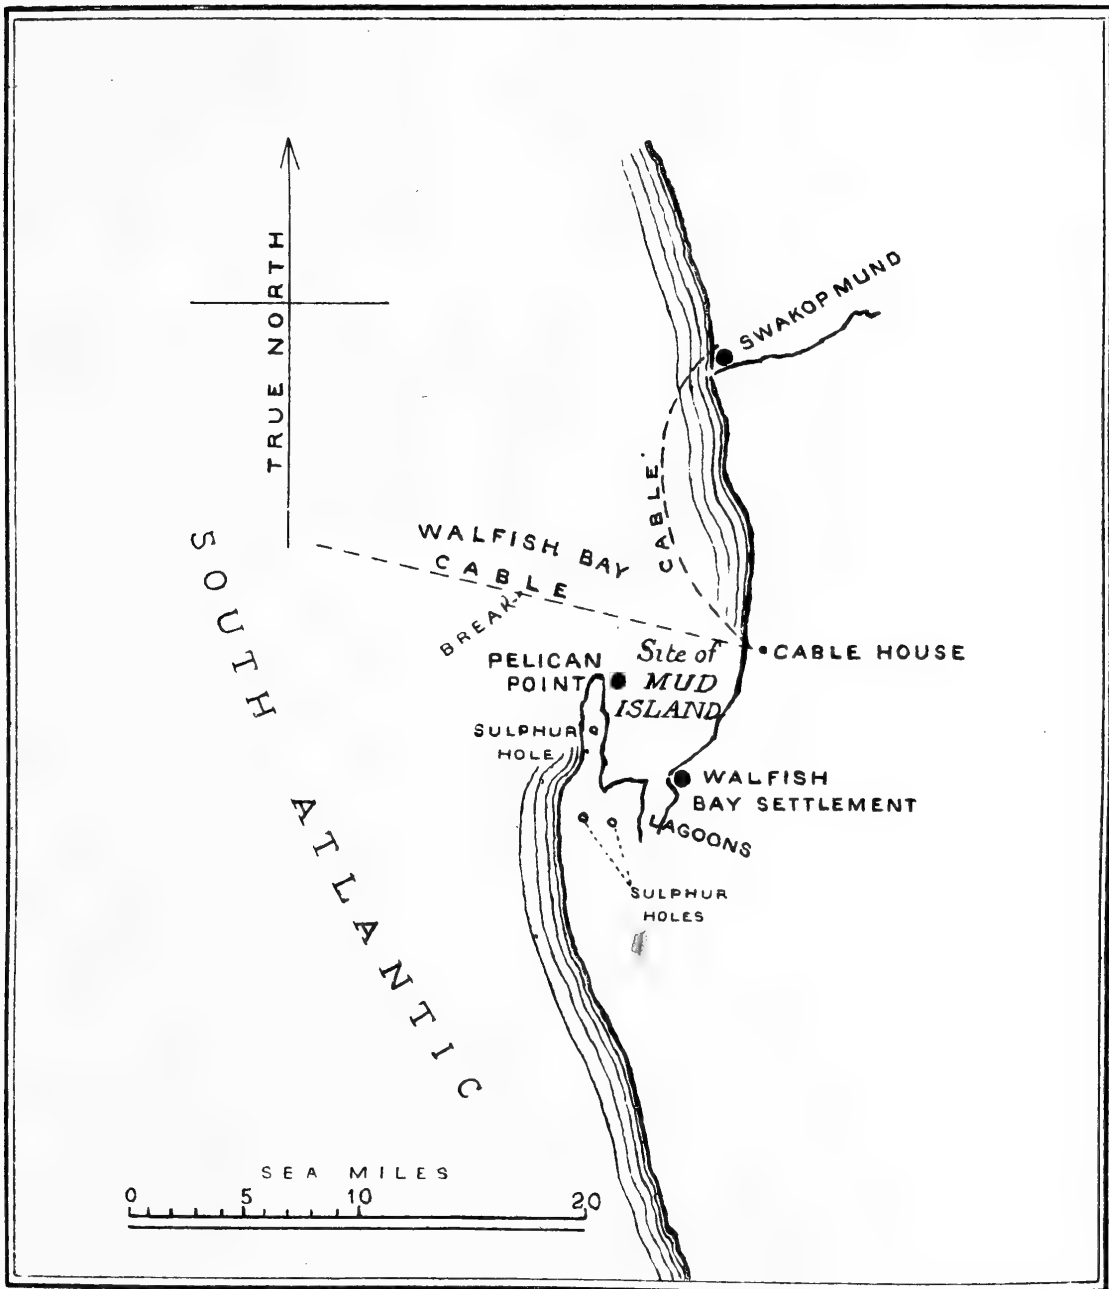 TRUE NORTH
SWAKOPMUND
CABLE
WALFISH BAY
CABLE
BREAK
SOUTH ATLANTIC
CABLE HOUSE
Site of
MUD
ISLAND
PELICAN
POINT
SULPHUR
HOLE
WALFISH
BAY SETTLEMENT
LAGOONS
SULPHUR
HOLES
SEA MILES
0 5 10 20